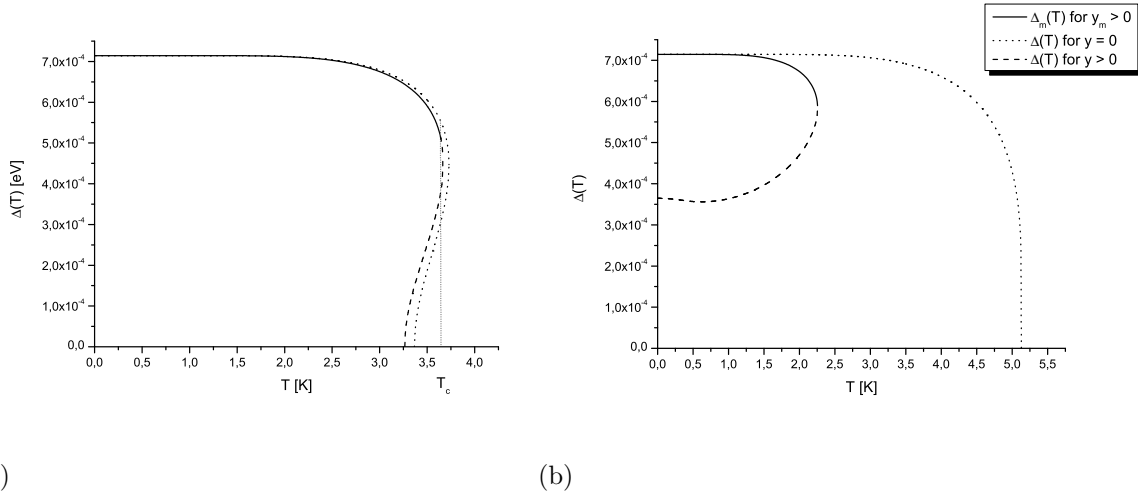 Δm(T) for ym > 0
Δ(T) for y = 0
Δ(T) for y > 0
7,0x10-4
6,0x10-4
5,0x10-4
4,0x10-4
3,0x10-4
2,0x10-4
1,0x10-4
0,0
Δ(T) [eV]
0,0 0,5 1,0 1,5 2,0 2,5 3,0 3,5 4,0
T [K]
Tc
7,0x10-4
6,0x10-4
5,0x10-4
4,0x10-4
3,0x10-4
2,0x10-4
1,0x10-4
0,0
Δ(T)
0,0 0,5 1,0 1,5 2,0 2,5 3,0 3,5 4,0 4,5 5,0 5,5
T [K]
)
(b)